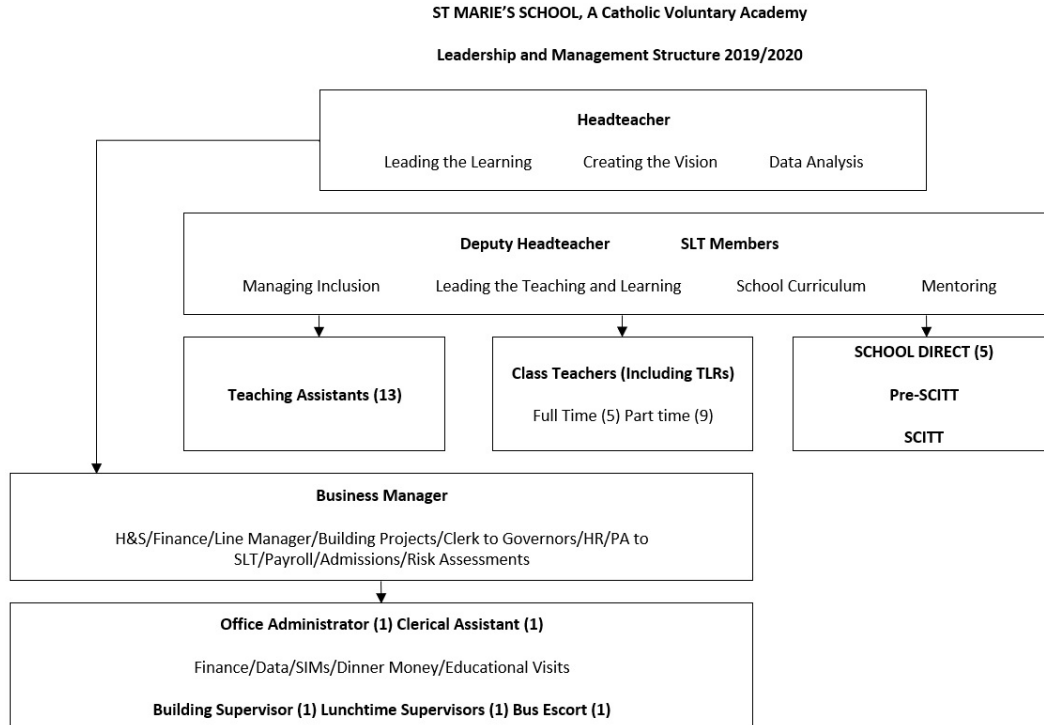 ST MARIE'S SCHOOL, A Catholic Voluntary Academy
Leadership and Management Structure 2019/2020
Headteacher
Leading the Learning Creating the Vision Data Analysis
Deputy Headteacher SLT Members
Managing Inclusion Leading the Teaching and Learning School Curriculum Mentoring
Teaching Assistants (13)
Class Teachers (Including TLRs)
Full Time (5) Part time (9)
SCHOOL DIRECT (5)
Pre-SCITT
SCITT
Business Manager
H&S/Finance/Line Manager/Building Projects/Clerk to Governors/HR/PA to
SLT/Payroll/Admissions/Risk Assessments
Office Administrator (1) Clerical Assistant (1)
Finance/Data/SIMs/Dinner Money/Educational Visits
Building Supervisor (1) Lunchtime Supervisors (1) Bus Escort (1)